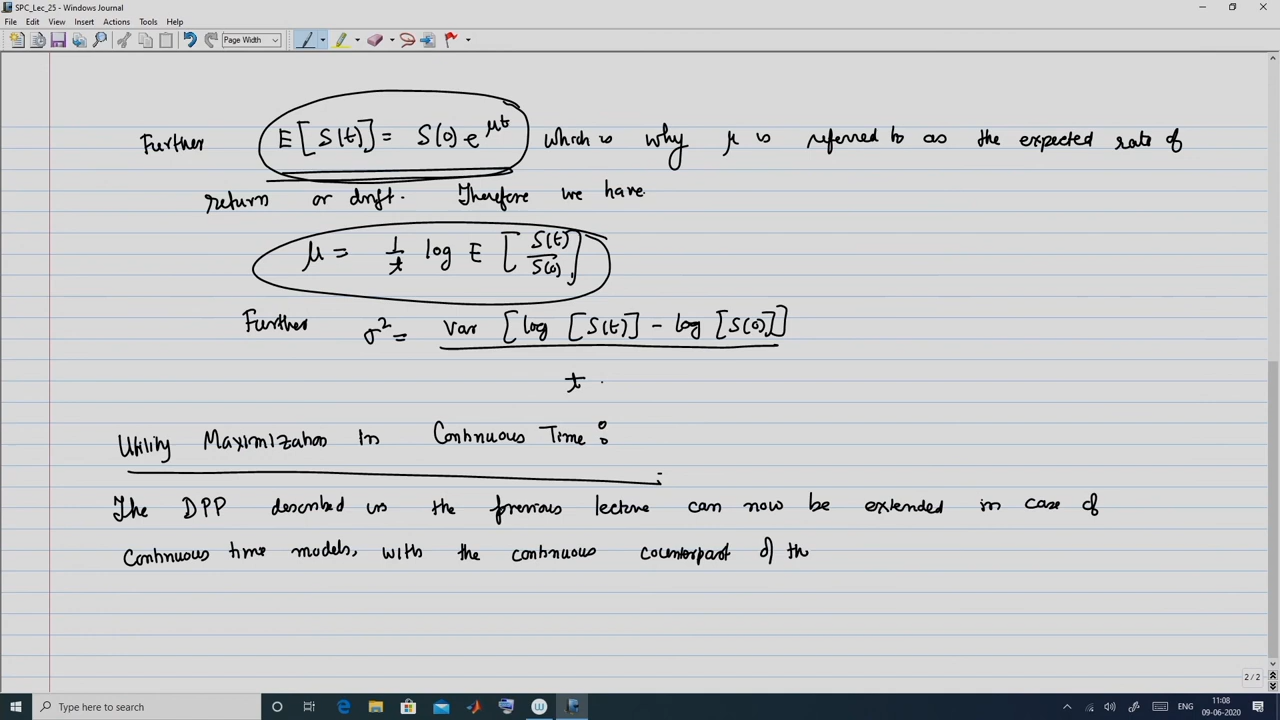 SPC_Lec_25 - Windows Journal
File Edit View Insert Actions Tools Help
Page Width
Further E[S(t)] = S(0) e^{μt} which is why μ is referred to as the expected rate of
return or drift. Therefore we have
μ = 1/t log E [S(t)/S(0)]
Further σ² = Var [log [S(t)] - log [S(0)]] / t .
Utility Maximization in Continuous Time :
The DPP described in the previous lecture can now be extended in case of
Continuous time models, with the continuous counterpart of th
2/2
Type here to search
ENG
11:08
09-06-2020